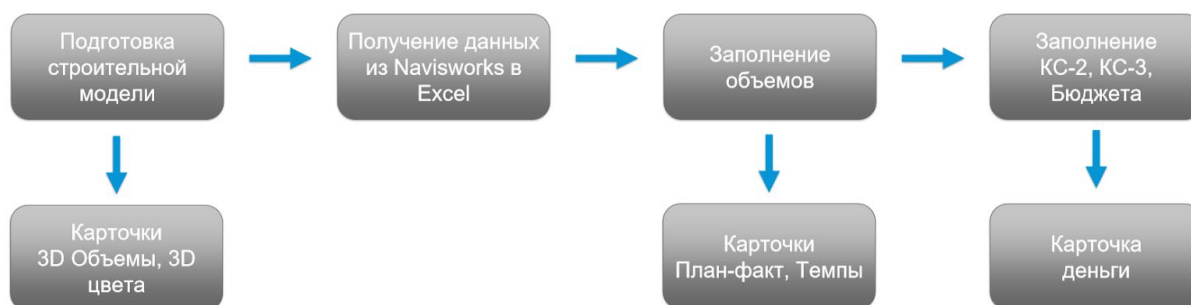 Подготовка
строительной
модели
Получение данных
из Navisworks в
Excel
Заполнение
объемов
Заполнение
КС-2, КС-3,
Бюджета
Карточки
3D Объемы, 3D
цвета
Карточки
План-факт, Темпы
Карточка
деньги